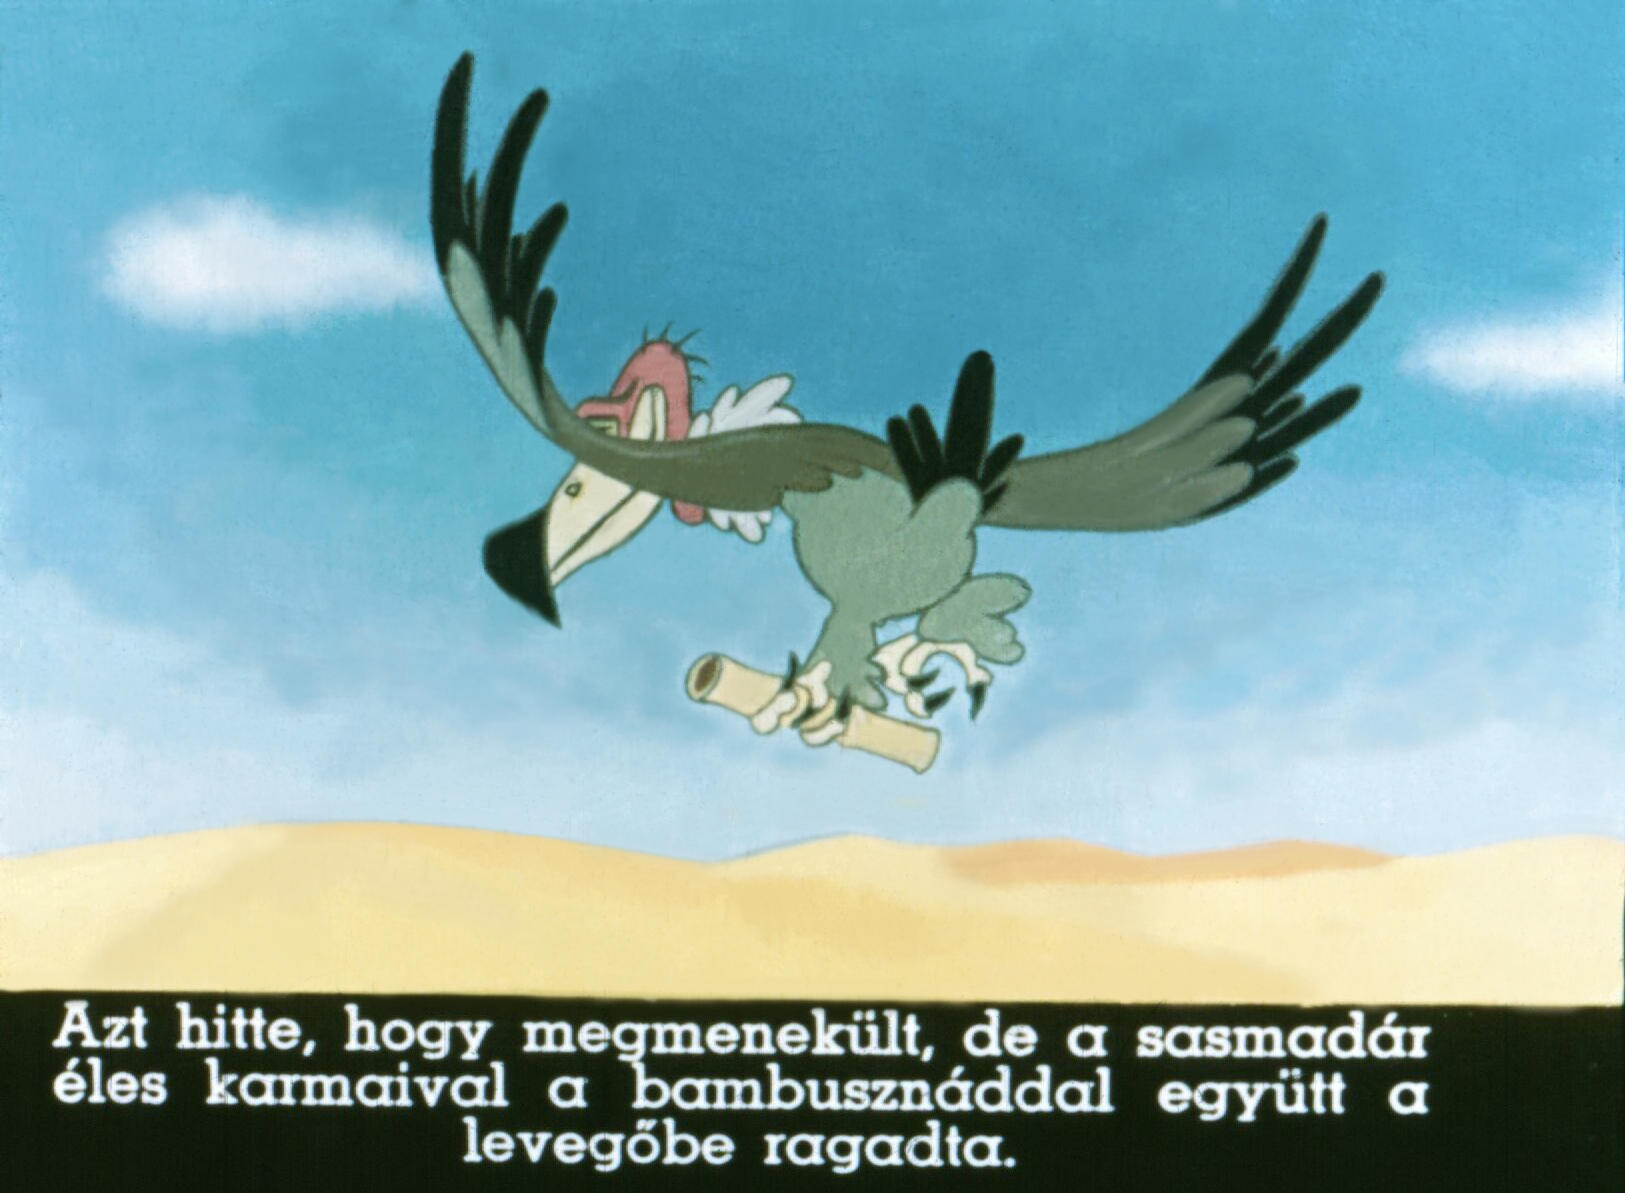 Azt hitte, hogy megmenekült, de a sasmadár
éles karmaival a bambusznáddal együtt a
levegőbe ragadta.